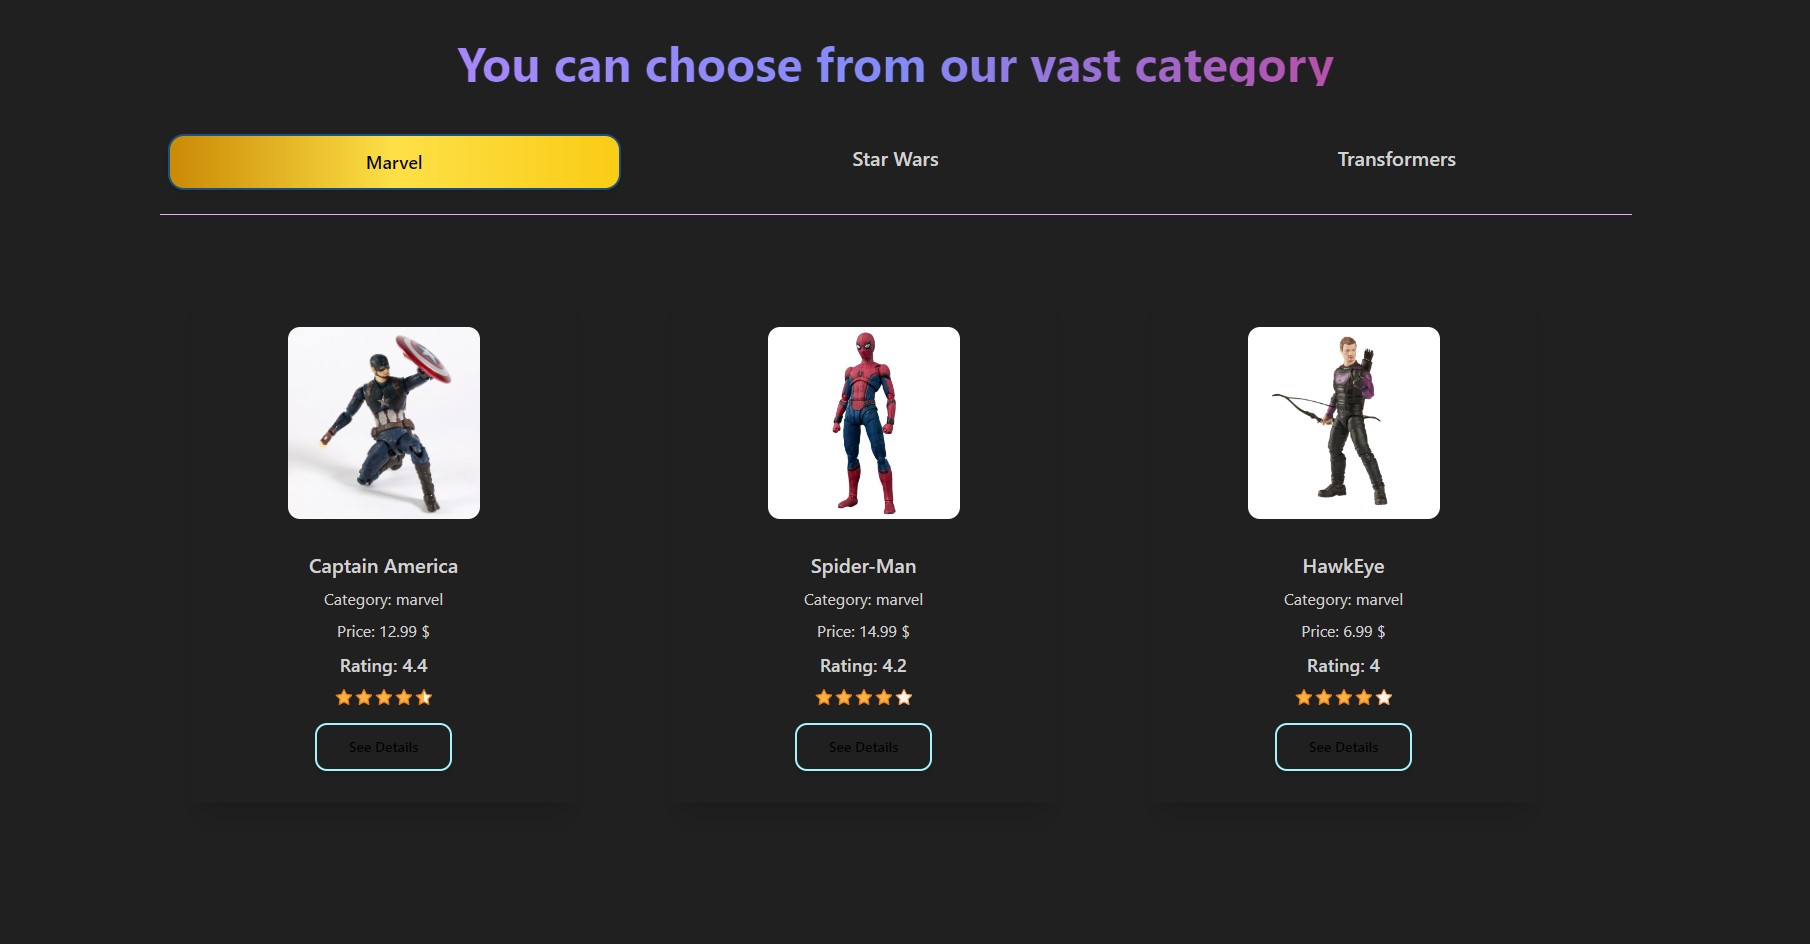 You can choose from our vast category
Marvel Star Wars Transformers
Captain America Spider-Man HawkEye
Category: marvel Category: marvel Category: marvel
Price: 12.99 $ Price: 14.99 $ Price: 6.99 $
Rating: 4.4 Rating: 4.2 Rating: 4
See Details See Details See Details